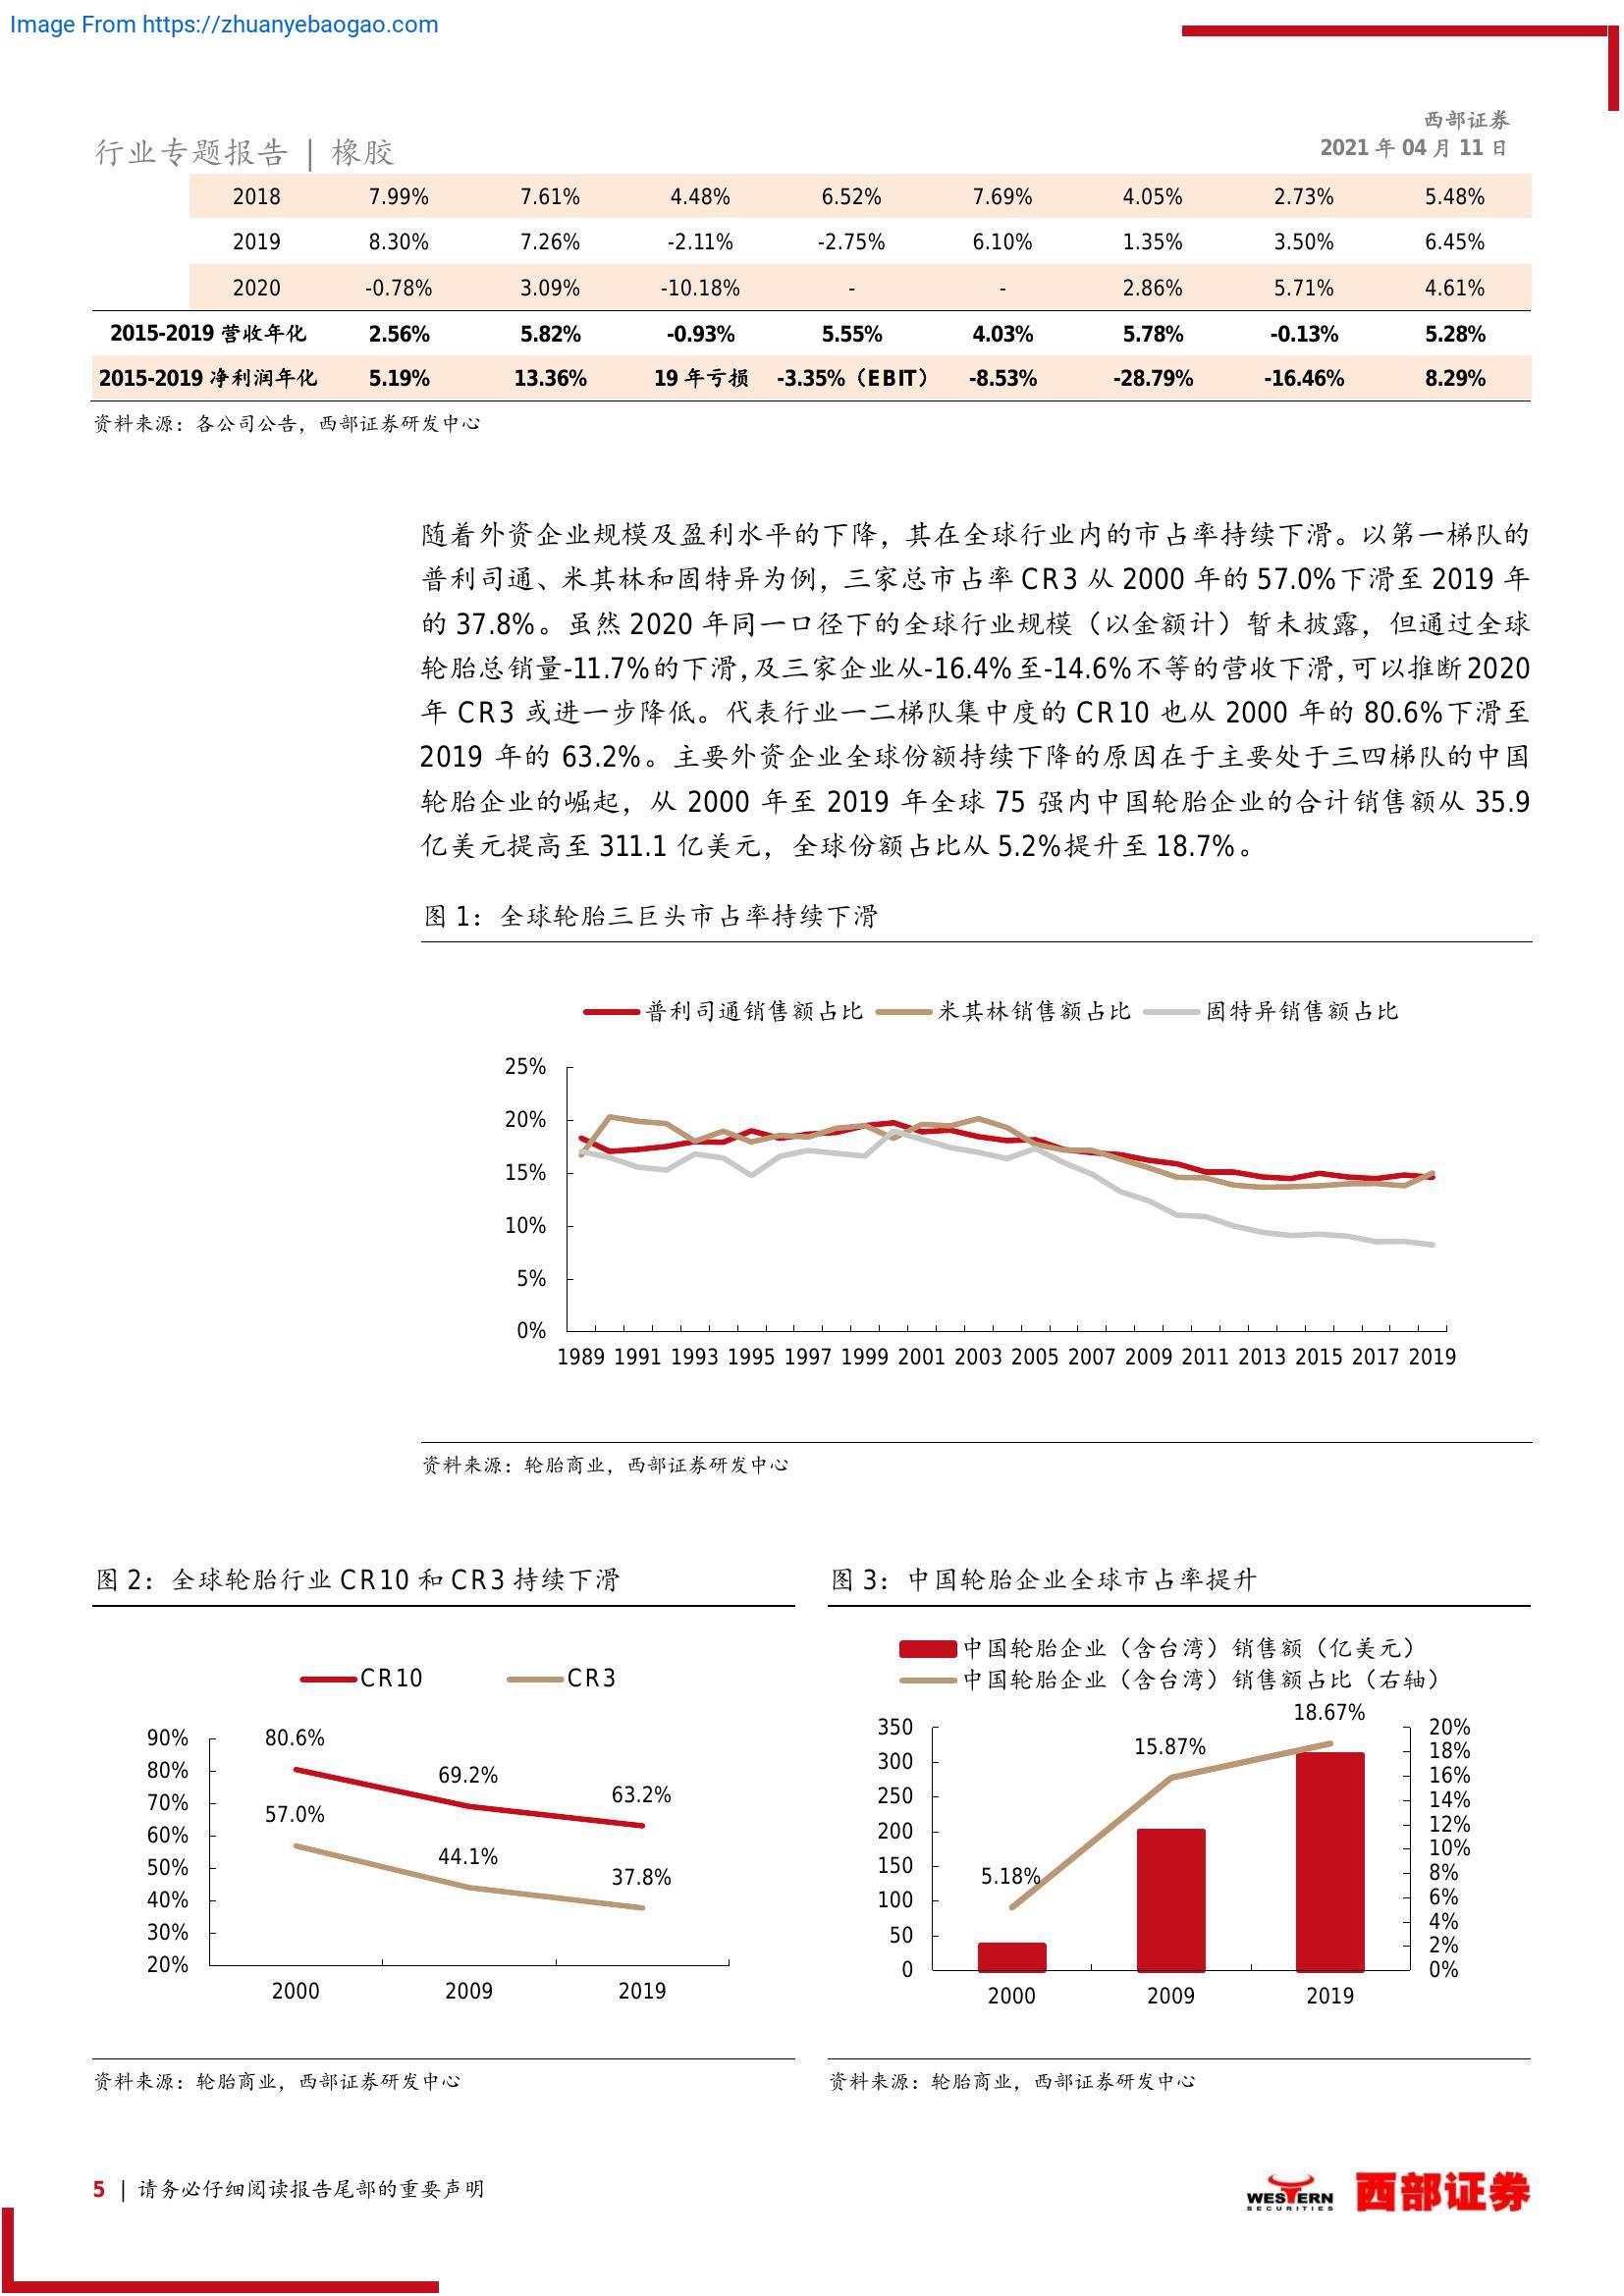 Image From https://zhuanyebaogao.com
西部证券
行业专题报告 | 橡胶
2021 年 04 月 11 日
2018 7.99% 7.61% 4.48% 6.52% 7.69% 4.05% 2.73% 5.48%
2019 8.30% 7.26% -2.11% -2.75% 6.10% 1.35% 3.50% 6.45%
2020 -0.78% 3.09% -10.18% - - 2.86% 5.71% 4.61%
2015-2019 营收年化 2.56% 5.82% -0.93% 5.55% 4.03% 5.78% -0.13% 5.28%
2015-2019 净利润年化 5.19% 13.36% 19 年亏损 -3.35%（EBIT） -8.53% -28.79% -16.46% 8.29%
资料来源：各公司公告，西部证券研发中心
随着外资企业规模及盈利水平的下降，其在全球行业内的市占率持续下滑。以第一梯队的
普利司通、米其林和固特异为例，三家总市占率 CR3 从 2000 年的 57.0%下滑至 2019 年
的 37.8%。虽然 2020 年同一口径下的全球行业规模（以金额计）暂未披露，但通过全球
轮胎总销量-11.7%的下滑，及三家企业从-16.4%至-14.6%不等的营收下滑，可以推断 2020
年 CR3 或进一步降低。代表行业一二梯队集中度的 CR10 也从 2000 年的 80.6%下滑至
2019 年的 63.2%。主要外资企业全球份额持续下降的原因在于主要处于三四梯队的中国
轮胎企业的崛起，从 2000 年至 2019 年全球 75 强内中国轮胎企业的合计销售额从 35.9
亿美元提高至 311.1 亿美元，全球份额占比从 5.2%提升至 18.7%。
图 1：全球轮胎三巨头市占率持续下滑
普利司通销售额占比 米其林销售额占比 固特异销售额占比
25%
20%
15%
10%
5%
0%
1989 1991 1993 1995 1997 1999 2001 2003 2005 2007 2009 2011 2013 2015 2017 2019
资料来源：轮胎商业，西部证券研发中心
图 2：全球轮胎行业 CR10 和 CR3 持续下滑
CR10 CR3
90%
80%
70%
60%
50%
40%
30%
20%
80.6%
69.2%
63.2%
57.0%
44.1%
37.8%
2000 2009 2019
资料来源：轮胎商业，西部证券研发中心
图 3：中国轮胎企业全球市占率提升
中国轮胎企业（含台湾）销售额（亿美元）
中国轮胎企业（含台湾）销售额占比（右轴）
350
300
250
200
150
100
50
0
5.18%
15.87%
18.67%
20%
18%
16%
14%
12%
10%
8%
6%
4%
2%
0%
2000 2009 2019
资料来源：轮胎商业，西部证券研发中心
5 | 请务必仔细阅读报告尾部的重要声明
WESTERN
SECURITIES
西部证券